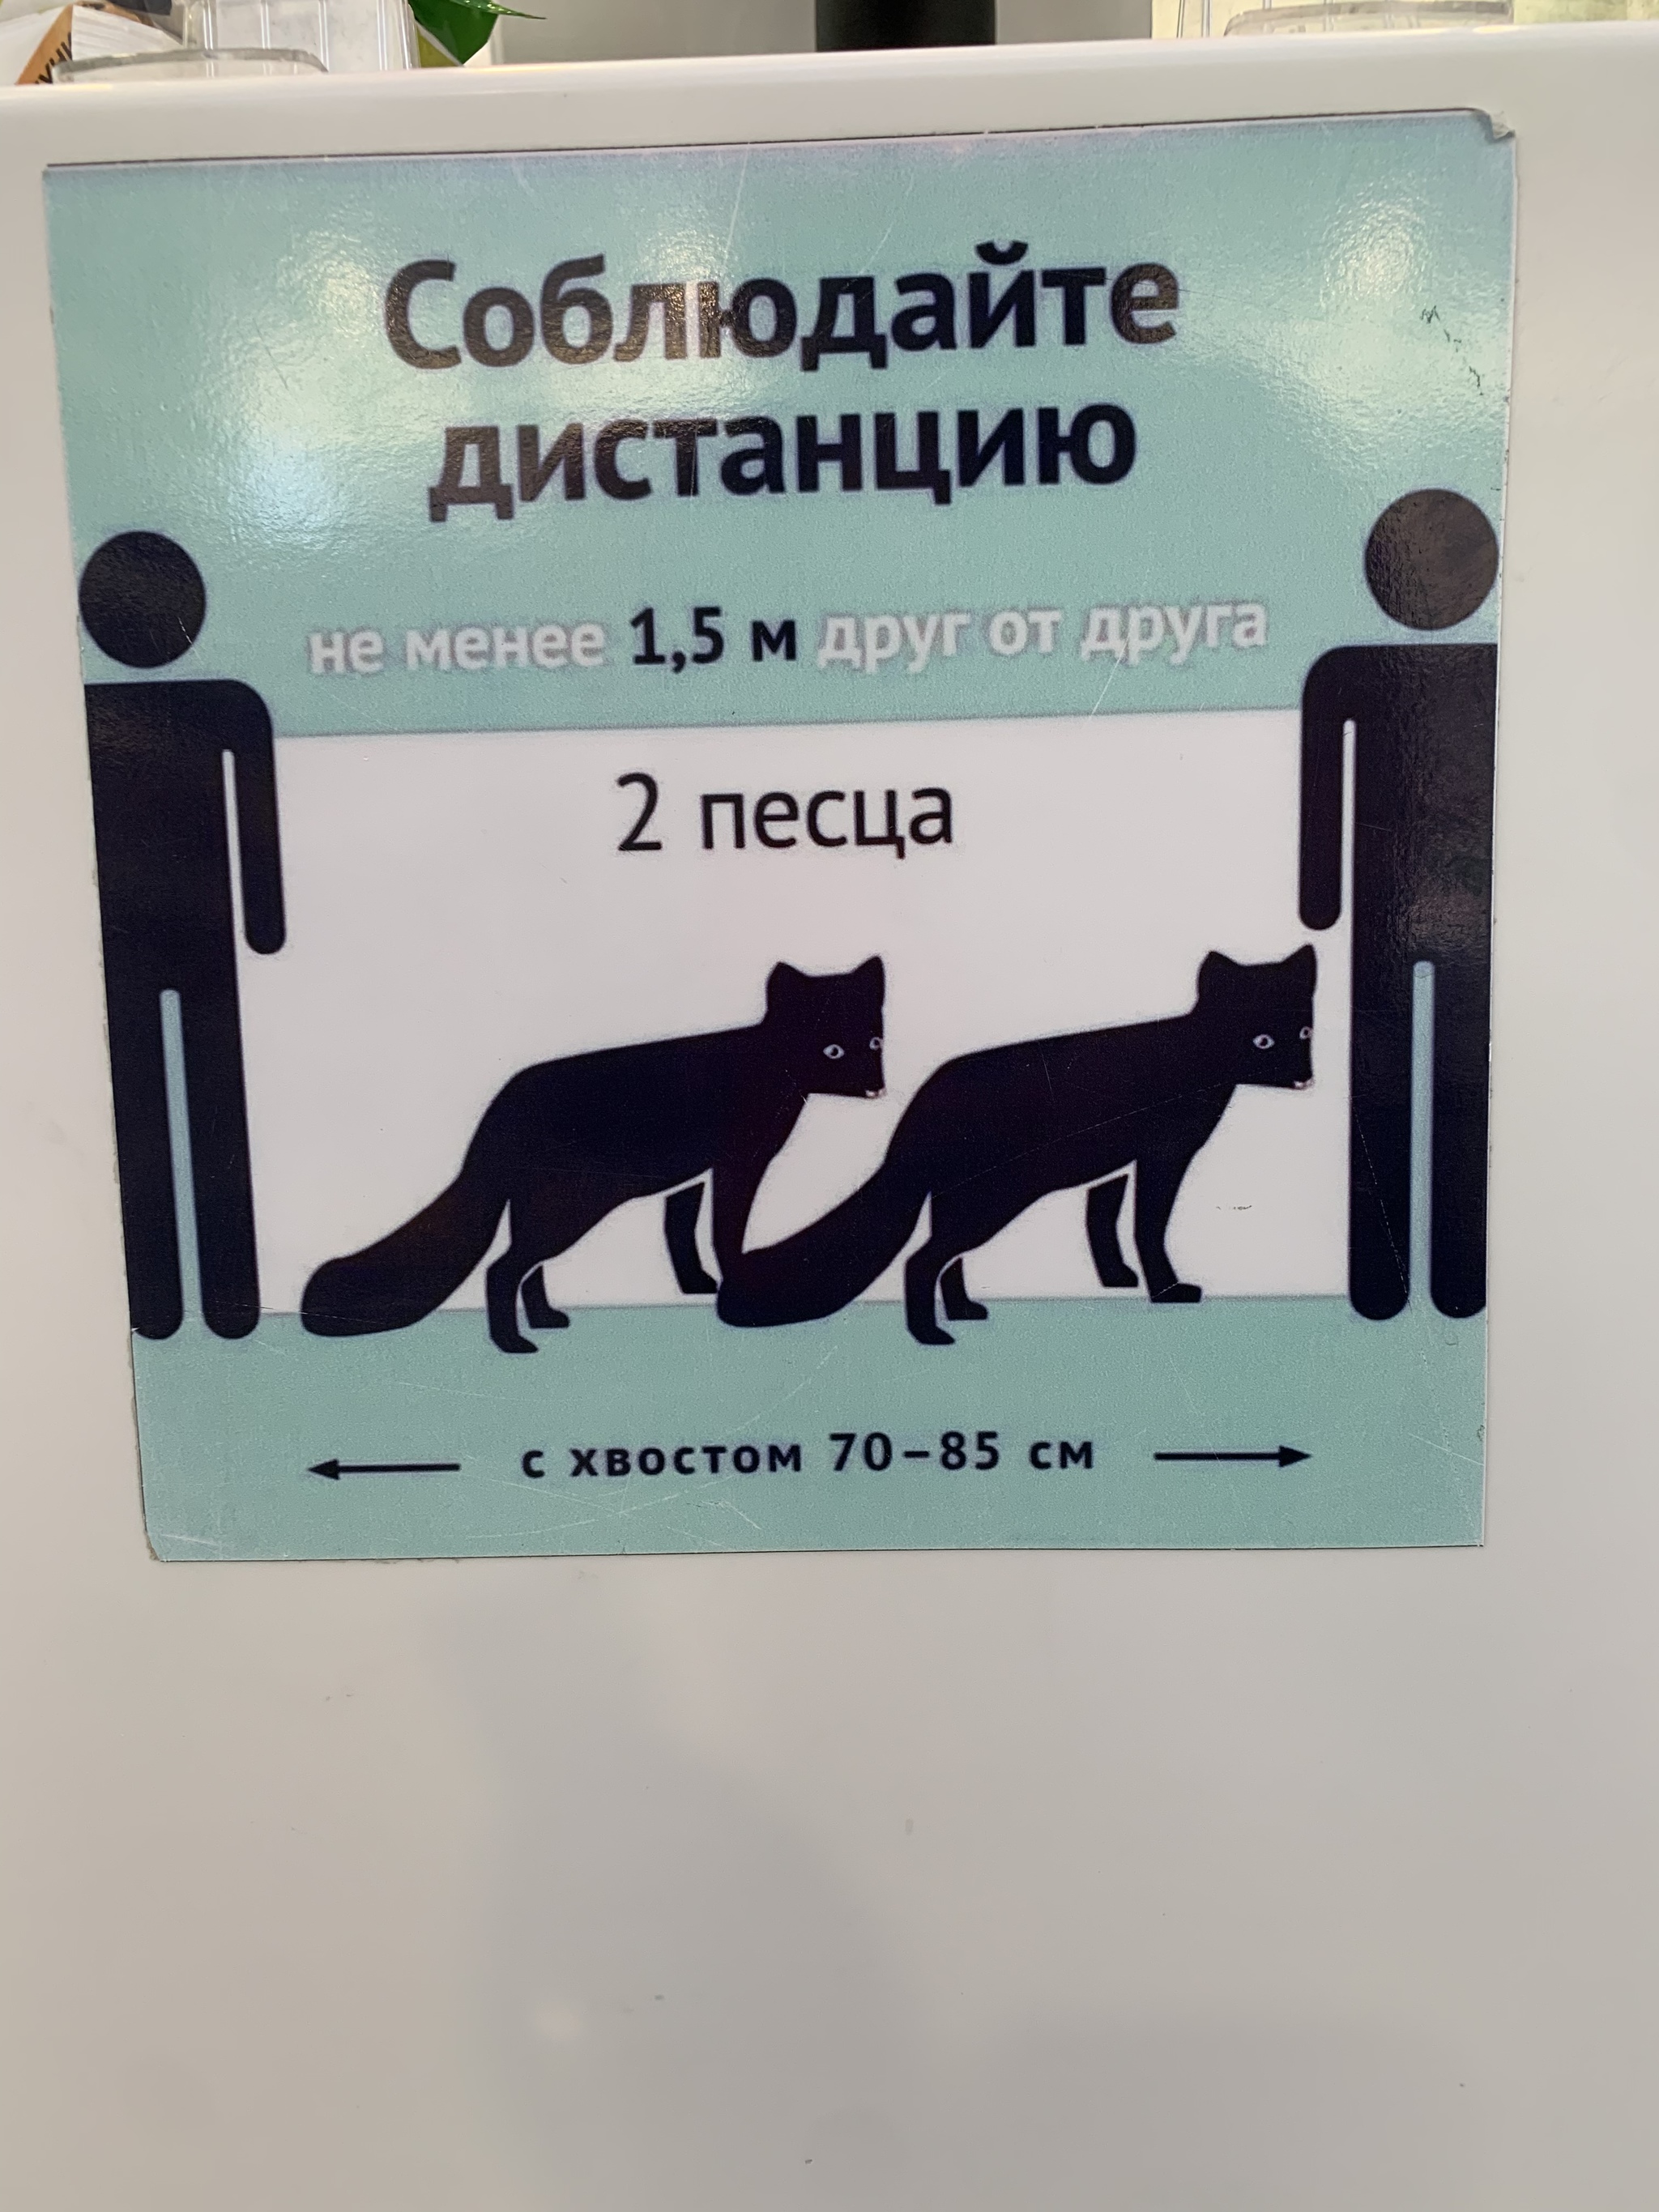 Соблюдайте
дистанцию
не менее 1,5 м друг от друга
2 песца
с хвостом 70–85 см